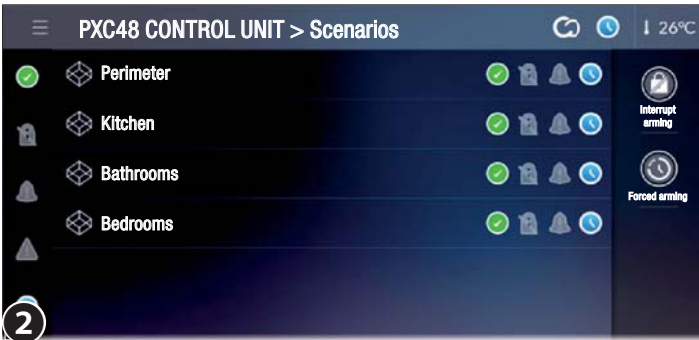 PXC48 CONTROL UNIT > Scenarios
26°C
Perimeter
Kitchen
Bathrooms
Bedrooms
Interrupt
arming
Forced arming
2